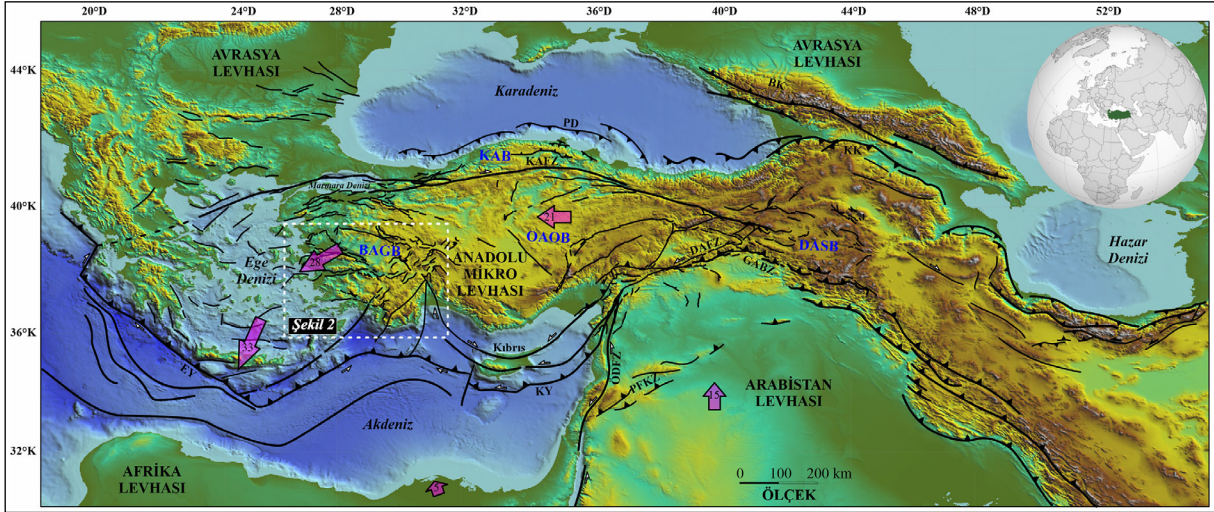 20°D 24°D 28°D 32°D 36°D 40°D 44°D 48°D 52°D
44°K
40°K
36°K
32°K
AVRASYA
LEVHASI
AVRASYA
LEVHASI
Karadeniz
BK
PD
KAB
KAFZ
KK
Marmara Denizi
21
OAOB
BAGB
28
ANADOLU
MİKRO
LEVHASI
DAFZ
GABZ
DASB
Hazar
Denizi
Ege
Denizi
Şekil 2
33
EY
Kıbrıs
KY
ÖDFZ
PFKZ
ARABİSTAN
LEVHASI
15
Akdeniz
AFRİKA
LEVHASI
5
0 100 200 km
ÖLÇEK